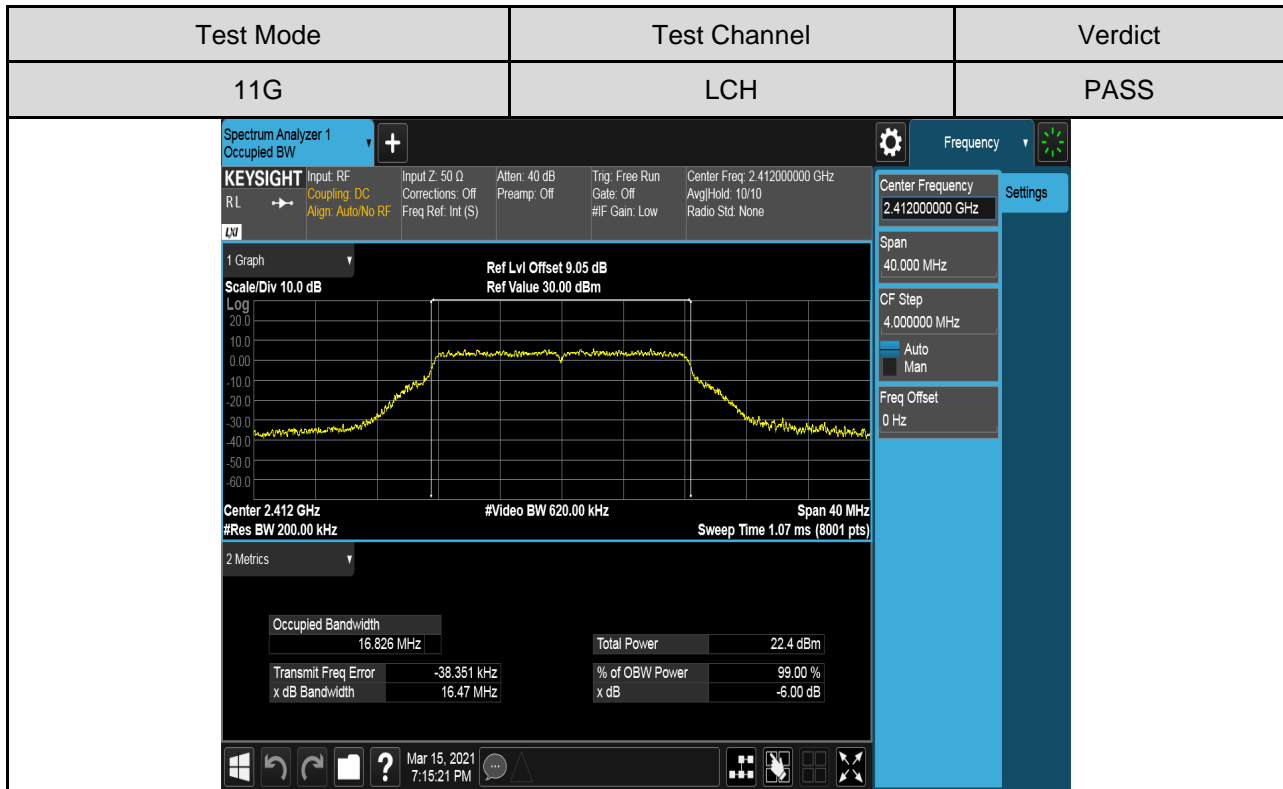 Test Mode Test Channel Verdict
11G LCH PASS
Spectrum Analyzer 1
Occupied BW
Frequency
KEYSIGHT
RL
LXI
Input: RF
Coupling: DC
Align: Auto/No RF
Input Z: 50 Ω
Corrections: Off
Freq Ref: Int (S)
Atten: 40 dB
Preamp: Off
Trig: Free Run
Gate: Off
#IF Gain: Low
Center Freq: 2.412000000 GHz
Avg|Hold: 10/10
Radio Std: None
Center Frequency
2.412000000 GHz
Settings
Span
40.000 MHz
CF Step
4.000000 MHz
Auto
Man
Freq Offset
0 Hz
1 Graph
Scale/Div 10.0 dB
Ref Lvl Offset 9.05 dB
Ref Value 30.00 dBm
Log
20.0
10.0
0.00
-10.0
-20.0
-30.0
-40.0
-50.0
-60.0
Center 2.412 GHz #Video BW 620.00 kHz Span 40 MHz
#Res BW 200.00 kHz Sweep Time 1.07 ms (8001 pts)
2 Metrics
Occupied Bandwidth
16.826 MHz
Total Power 22.4 dBm
Transmit Freq Error -38.351 kHz
% of OBW Power 99.00 %
x dB Bandwidth 16.47 MHz
x dB -6.00 dB
?
Mar 15, 2021
7:15:21 PM